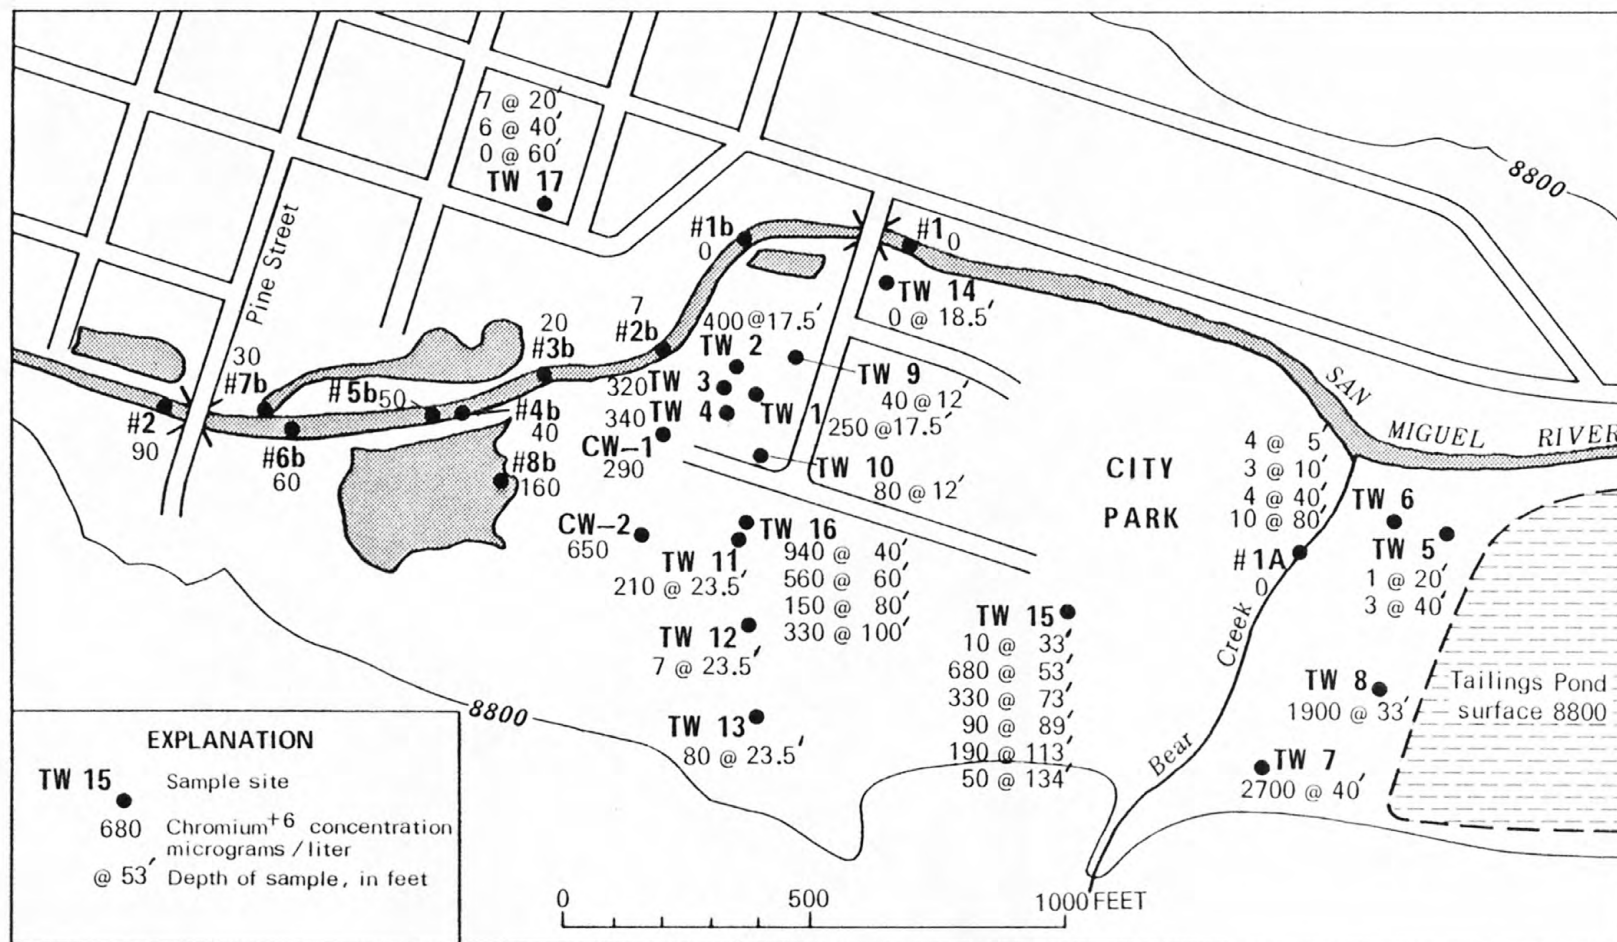 7 @ 20′
6 @ 40′
0 @ 60′
TW 17
Pine Street
#1b
0
#1 0
8800
TW 14
0 @ 18.5′
7
#2b
20
#3b
400 @ 17.5′
TW 2
TW 9
40 @ 12′
320
TW 3
340
TW 4
TW 1
250 @ 17.5′
CW-1
290
TW 10
80 @ 12′
30
#7b
#5b 50
#4b
40
#2
90
#6b
60
#8b
160
SAN
MIGUEL RIVER
CITY
PARK
4 @ 5′
3 @ 10′
4 @ 40′
10 @ 80′
TW 6
TW 5
1 @ 20′
3 @ 40′
#1A
0
CW-2
650
TW 16
940 @ 40′
560 @ 60′
150 @ 80′
330 @ 100′
TW 11
210 @ 23.5′
TW 12
7 @ 23.5′
TW 13
80 @ 23.5′
TW 15
10 @ 33′
680 @ 53′
330 @ 73′
90 @ 89′
190 @ 113′
50 @ 134′
Bear Creek
TW 8
1900 @ 33′
TW 7
2700 @ 40′
Tailings Pond
surface 8800
8800
EXPLANATION
TW 15 Sample site
680 Chromium+6 concentration
micrograms / liter
@ 53′ Depth of sample, in feet
0 500 1000 FEET